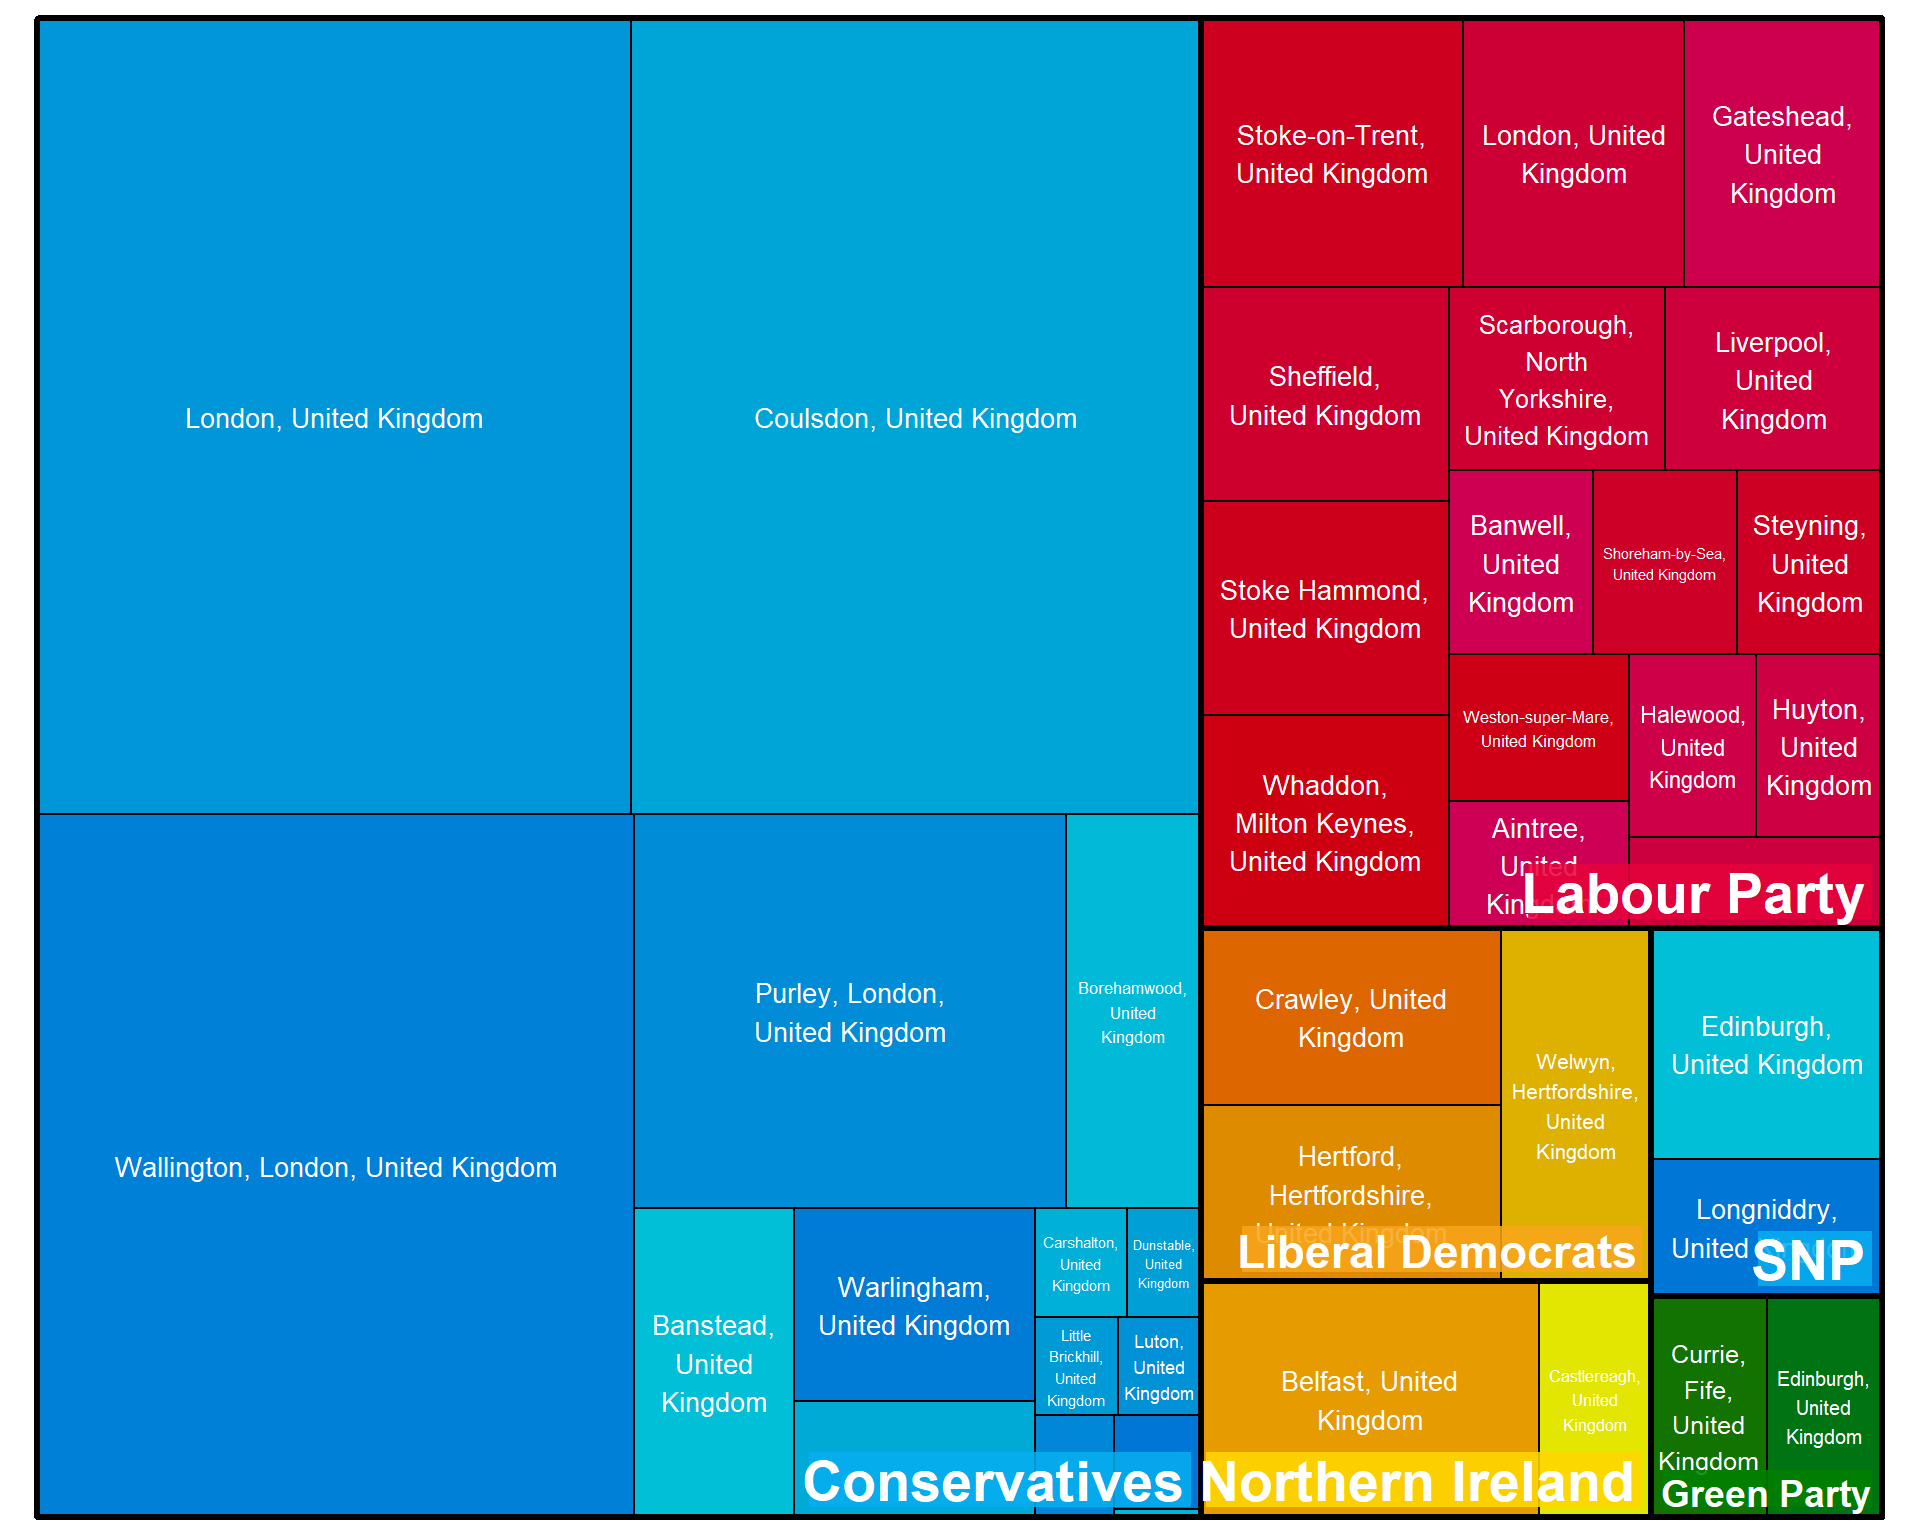 London, United Kingdom
Coulsdon, United Kingdom
Wallington, London, United Kingdom
Purley, London,
United Kingdom
Borehamwood,
United
Kingdom
Banstead,
United
Kingdom
Warlingham,
United Kingdom
Carshalton,
United
Kingdom
Dunstable,
United
Kingdom
Little
Brickhill,
United
Kingdom
Luton,
United
Kingdom
Conservatives
Stoke-on-Trent,
United Kingdom
London, United
Kingdom
Gateshead,
United
Kingdom
Sheffield,
United Kingdom
Scarborough,
North
Yorkshire,
United Kingdom
Liverpool,
United
Kingdom
Stoke Hammond,
United Kingdom
Banwell,
United
Kingdom
Shoreham-by-Sea,
United Kingdom
Steyning,
United
Kingdom
Whaddon,
Milton Keynes,
United Kingdom
Weston-super-Mare,
United Kingdom
Halewood,
United
Kingdom
Huyton,
United
Kingdom
Aintree,
United
Kingdom
Labour Party
Crawley, United
Kingdom
Hertford,
Hertfordshire,
United Kingdom
Welwyn,
Hertfordshire,
United
Kingdom
Liberal Democrats
Edinburgh,
United Kingdom
Longniddry,
United Kingdom
SNP
Belfast, United
Kingdom
Castlereagh,
United
Kingdom
Northern Ireland
Currie,
Fife,
United
Kingdom
Edinburgh,
United
Kingdom
Green Party